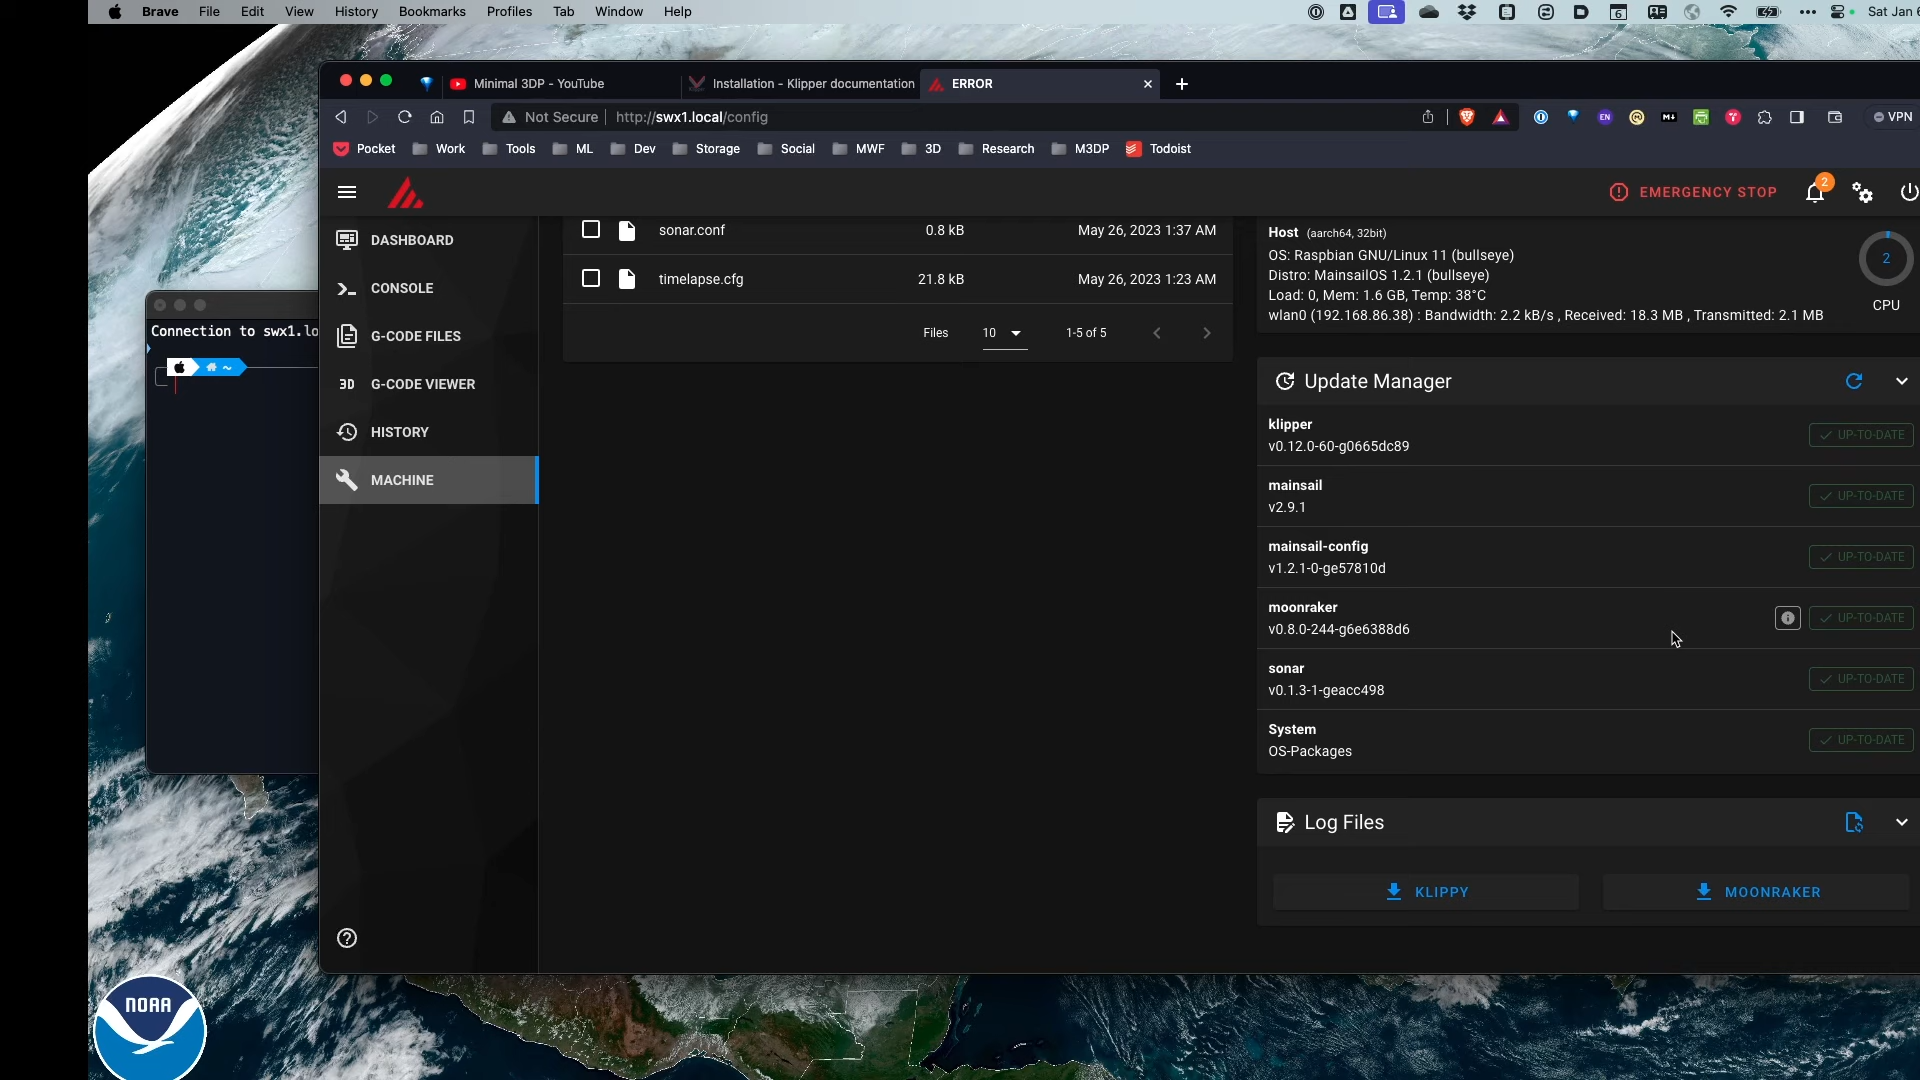 Brave File Edit View History Bookmarks Profiles Tab Window Help
6
Sat Jan
Minimal 3DP - YouTube
Installation - Klipper documentation
ERROR
Not Secure http://swx1.local/config
EN
VPN
Pocket Work Tools ML Dev Storage Social MWF 3D Research M3DP Todoist
EMERGENCY STOP
2
DASHBOARD
CONSOLE
G-CODE FILES
3D G-CODE VIEWER
HISTORY
MACHINE
Connection to swx1.lo
~
sonar.conf 0.8 kB May 26, 2023 1:37 AM
timelapse.cfg 21.8 kB May 26, 2023 1:23 AM
Files 10 1-5 of 5
Host (aarch64, 32bit)
OS: Raspbian GNU/Linux 11 (bullseye)
Distro: MainsailOS 1.2.1 (bullseye)
Load: 0, Mem: 1.6 GB, Temp: 38°C
wlan0 (192.168.86.38) : Bandwidth: 2.2 kB/s , Received: 18.3 MB , Transmitted: 2.1 MB
2
CPU
Update Manager
klipper
v0.12.0-60-g0665dc89
UP-TO-DATE
mainsail
v2.9.1
UP-TO-DATE
mainsail-config
v1.2.1-0-ge57810d
UP-TO-DATE
moonraker
v0.8.0-244-g6e6388d6
UP-TO-DATE
sonar
v0.1.3-1-geacc498
UP-TO-DATE
System
OS-Packages
UP-TO-DATE
Log Files
KLIPPY
MOONRAKER
NOAA